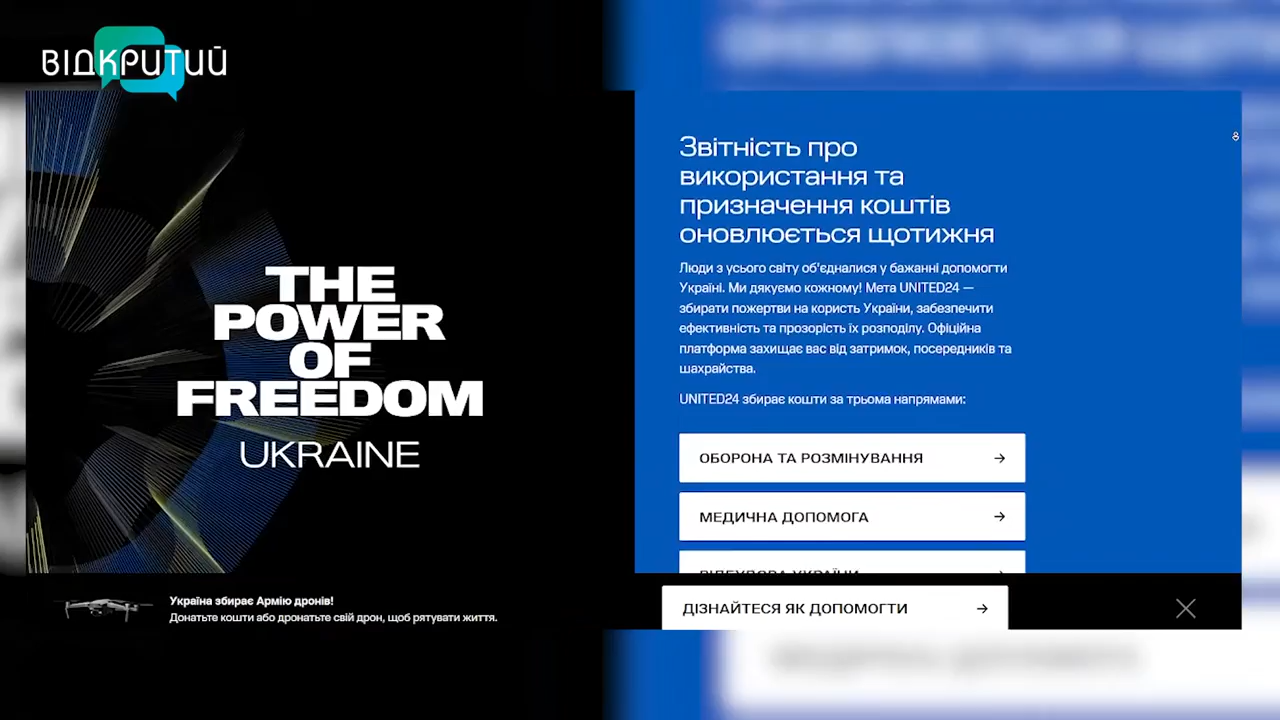 ВІДКРИТИЙ
THE
POWER
OF
FREEDOM
UKRAINE
Звітність про
використання та
призначення коштів
оновлюється щотижня
Люди з усього світу об'єдналися у бажанні допомогти
Україні. Ми дякуємо кожному! Мета UNITED24 —
збирати пожертви на користь України, забезпечити
ефективність та прозорість їх розподілу. Офіційна
платформа захищає вас від затримок, посередників та
шахрайства.
UNITED24 збирає кошти за трьома напрямами:
ОБОРОНА ТА РОЗМІНУВАННЯ
МЕДИЧНА ДОПОМОГА
ВІДБУДОВА УКРАЇНИ
Україна збирає Армію дронів!
Донатьте кошти або дронатьте свій дрон, щоб рятувати життя.
ДІЗНАЙТЕСЯ ЯК ДОПОМОГТИ